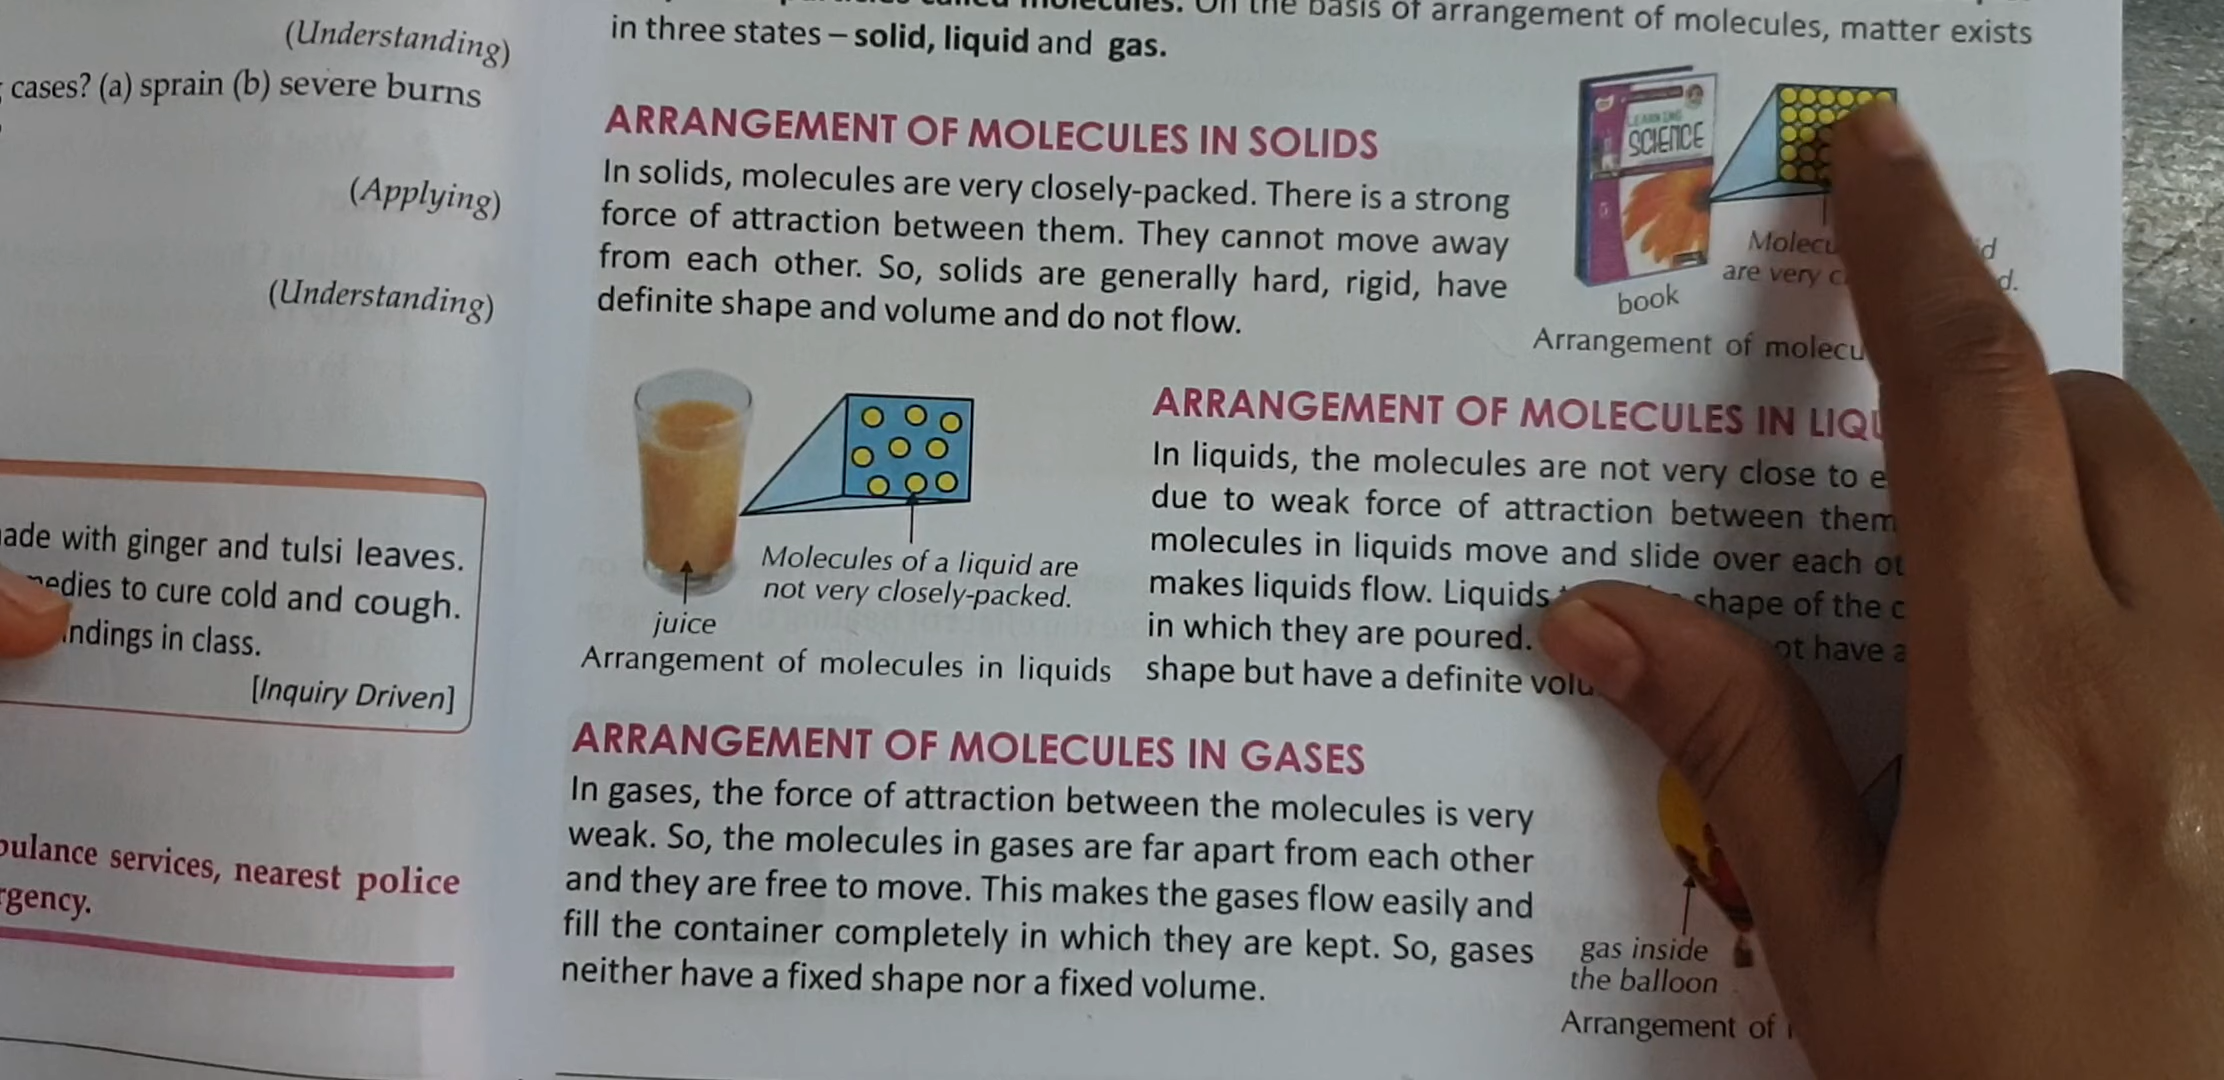 (Understanding)
cases? (a) sprain (b) severe burns
(Applying)
(Understanding)
with ginger and tulsi leaves.
to cure cold and cough.
in class.
[Inquiry Driven]
services, nearest police
molecules. On the basis of arrangement of molecules, matter exists
in three states – solid, liquid and gas.
ARRANGEMENT OF MOLECULES IN SOLIDS
In solids, molecules are very closely-packed. There is a strong
force of attraction between them. They cannot move away
from each other. So, solids are generally hard, rigid, have
definite shape and volume and do not flow.
LEARNING
SCIENCE
5
book
are very
Arrangement of
juice
Molecules of a liquid are
not very closely-packed.
Arrangement of molecules in liquids
ARRANGEMENT OF MOLECULES IN
In liquids, the molecules are not very close to
due to weak force of attraction between them
molecules in liquids move and slide over each
makes liquids flow. Liquids shape of the
in which they are poured. have
shape but have a definite
ARRANGEMENT OF MOLECULES IN GASES
In gases, the force of attraction between the molecules is very
weak. So, the molecules in gases are far apart from each other
and they are free to move. This makes the gases flow easily and
fill the container completely in which they are kept. So, gases
neither have a fixed shape nor a fixed volume.
gas inside
the balloon
Arrangement of